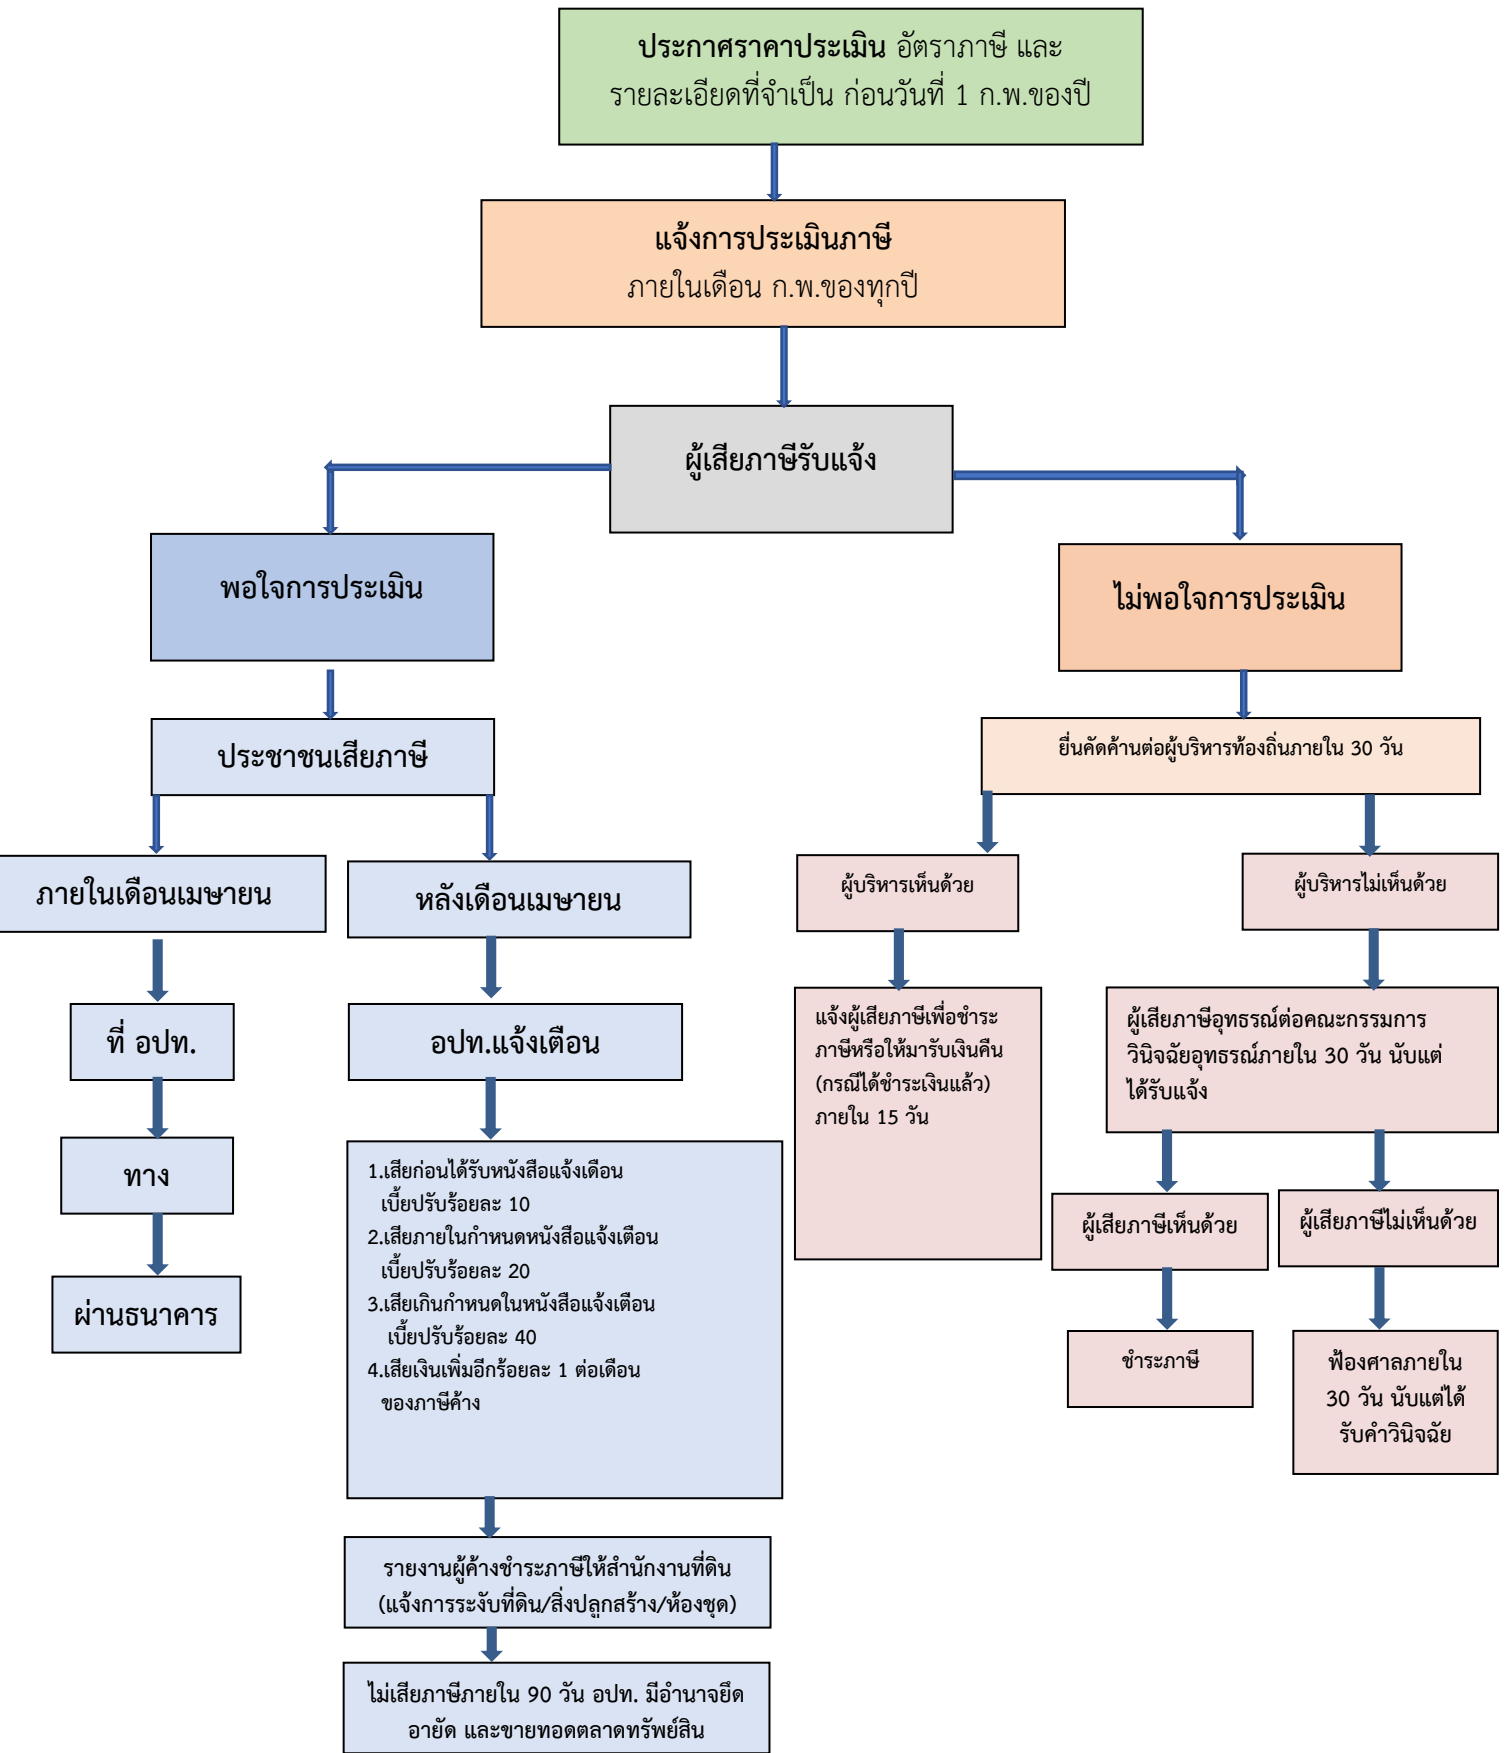 ประกาศราคาประเมิน อัตราภาษี และ
รายละเอียดที่จำเป็น ก่อนวันที่ 1 ก.พ.ของปี
แจ้งการประเมินภาษี
ภายในเดือน ก.พ.ของทุกปี
ผู้เสียภาษีรับแจ้ง
พอใจการประเมิน
ไม่พอใจการประเมิน
ประชาชนเสียภาษี
ยื่นคัดค้านต่อผู้บริหารท้องถิ่นภายใน 30 วัน
ภายในเดือนเมษายน
หลังเดือนเมษายน
ผู้บริหารเห็นด้วย
ผู้บริหารไม่เห็นด้วย
ที่ อปท.
อปท.แจ้งเตือน
แจ้งผู้เสียภาษีเพื่อชำระ
ภาษีหรือให้มารับเงินคืน
(กรณีได้ชำระเงินแล้ว)
ภายใน 15 วัน
ผู้เสียภาษีอุทธรณ์ต่อคณะกรรมการ
วินิจฉัยอุทธรณ์ภายใน 30 วัน นับแต่
ได้รับแจ้ง
ทาง
ผ่านธนาคาร
1.เสียก่อนได้รับหนังสือแจ้งเดือน
เบี้ยปรับร้อยละ 10
2.เสียภายในกำหนดหนังสือแจ้งเตือน
เบี้ยปรับร้อยละ 20
3.เสียเกินกำหนดในหนังสือแจ้งเตือน
เบี้ยปรับร้อยละ 40
4.เสียเงินเพิ่มอีกร้อยละ 1 ต่อเดือน
ของภาษีค้าง
ผู้เสียภาษีเห็นด้วย
ผู้เสียภาษีไม่เห็นด้วย
ชำระภาษี
ฟ้องศาลภายใน
30 วัน นับแต่ได้
รับคำวินิจฉัย
รายงานผู้ค้างชำระภาษีให้สำนักงานที่ดิน
(แจ้งการระงับที่ดิน/สิ่งปลูกสร้าง/ห้องชุด)
ไม่เสียภาษีภายใน 90 วัน อปท. มีอำนาจยึด
อายัด และขายทอดตลาดทรัพย์สิน